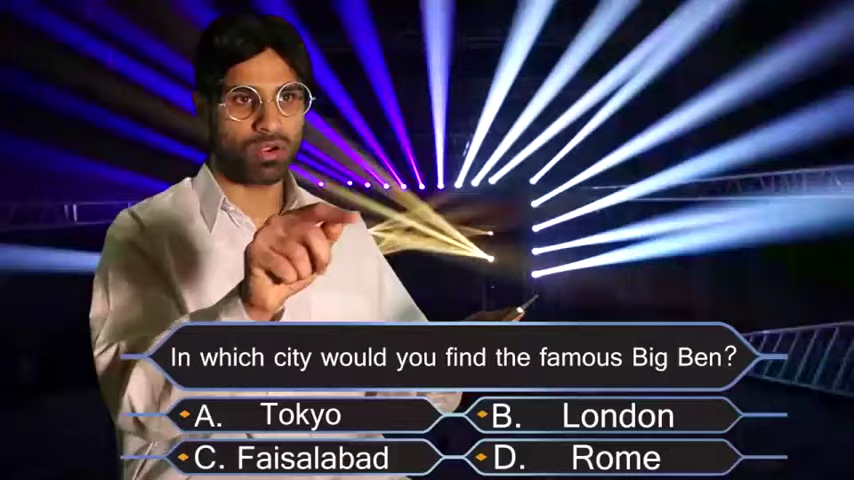 In which city would you find the famous Big Ben?
A. Tokyo
B. London
C. Faisalabad
D. Rome